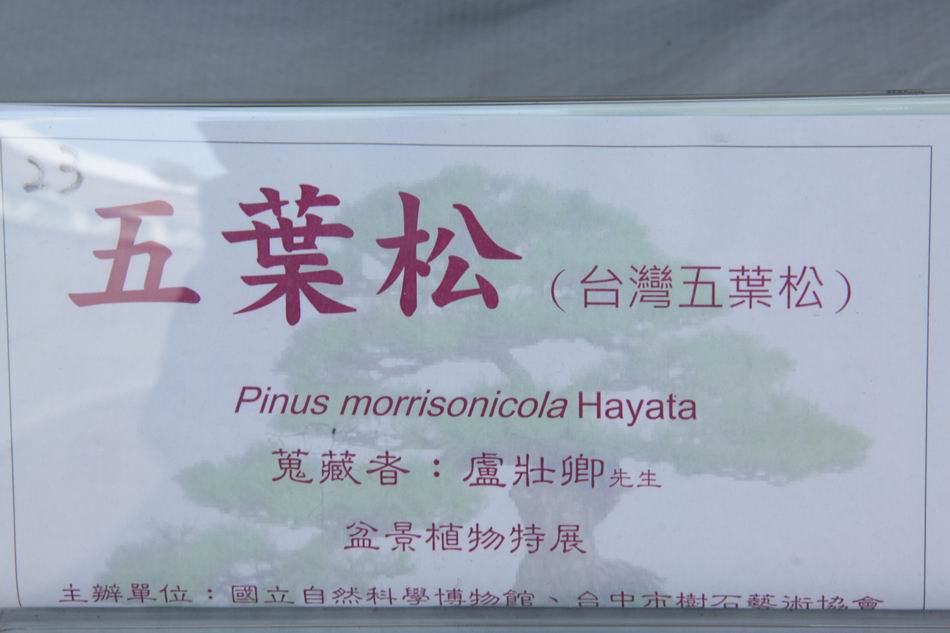 23
五葉松（台灣五葉松）
Pinus morrisonicola Hayata
蒐藏者：盧壯卿先生
盆景植物特展
主辦單位：國立自然科學博物館、台中市樹石藝術協會